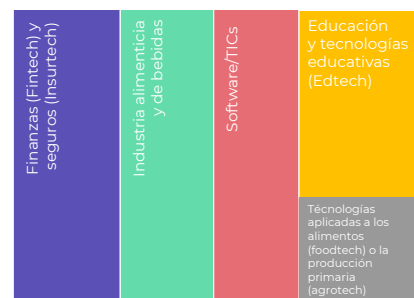 Finanzas (Fintech) y
seguros (Insurtech)
Industria alimenticia
y de bebidas
Software/TICs
Educación
y tecnologías
educativas
(Edtech)
Técnologías
aplicadas a los
alimentos
(foodtech) o la
producción
primaria
(agrotech)